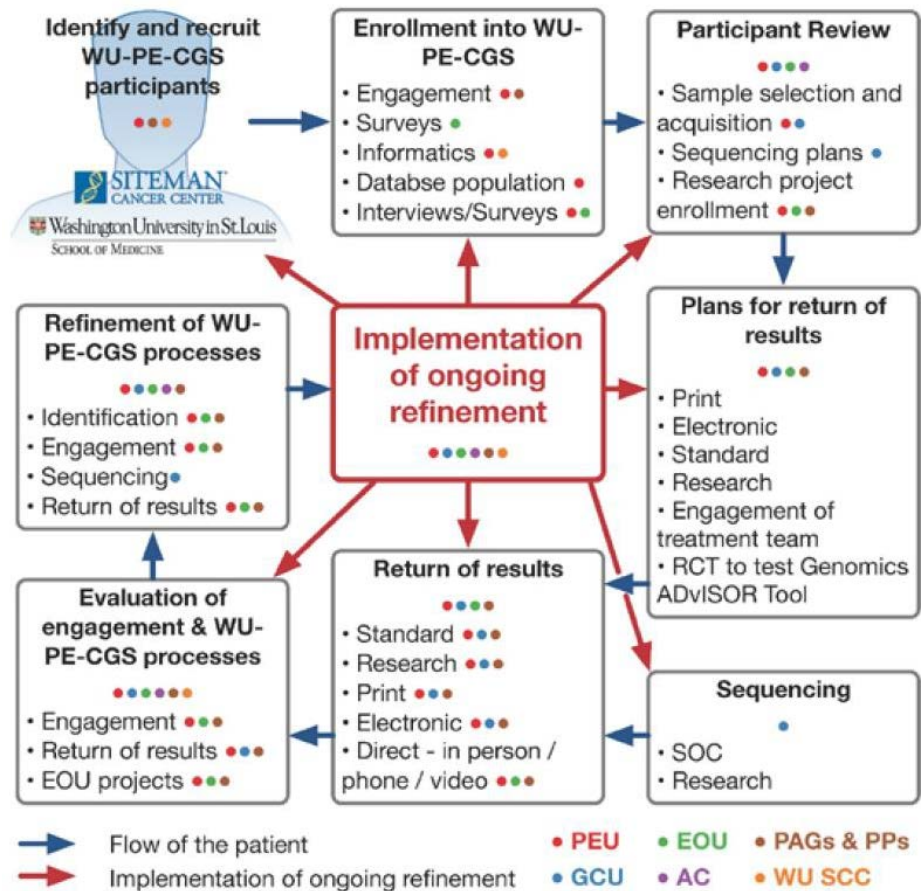 Identify and recruit
WU-PE-CGS
participants
SITEMAN
CANCER CENTER
Washington University in St. Louis
SCHOOL OF MEDICINE
Enrollment into WU-
PE-CGS
· Engagement
· Surveys
· Informatics
· Databse population
· Interviews/Surveys
Participant Review
· Sample selection and
acquisition
· Sequencing plans
· Research project
enrollment
Refinement of WU-
PE-CGS processes
· Identification
· Engagement
· Sequencing
· Return of results
Implementation
of ongoing
refinement
Plans for return of
results
· Print
· Electronic
· Standard
· Research
· Engagement of
treatment team
· RCT to test Genomics
ADvISOR Tool
Evaluation of
engagement & WU-
PE-CGS processes
· Engagement
· Return of results
· EOU projects
Return of results
· Standard
· Research
· Print
· Electronic
· Direct - in person /
phone / video
Sequencing
· SOC
· Research
Flow of the patient
Implementation of ongoing refinement
PEU
EOU
PAGs & PPs
GCU
AC
WU SCC